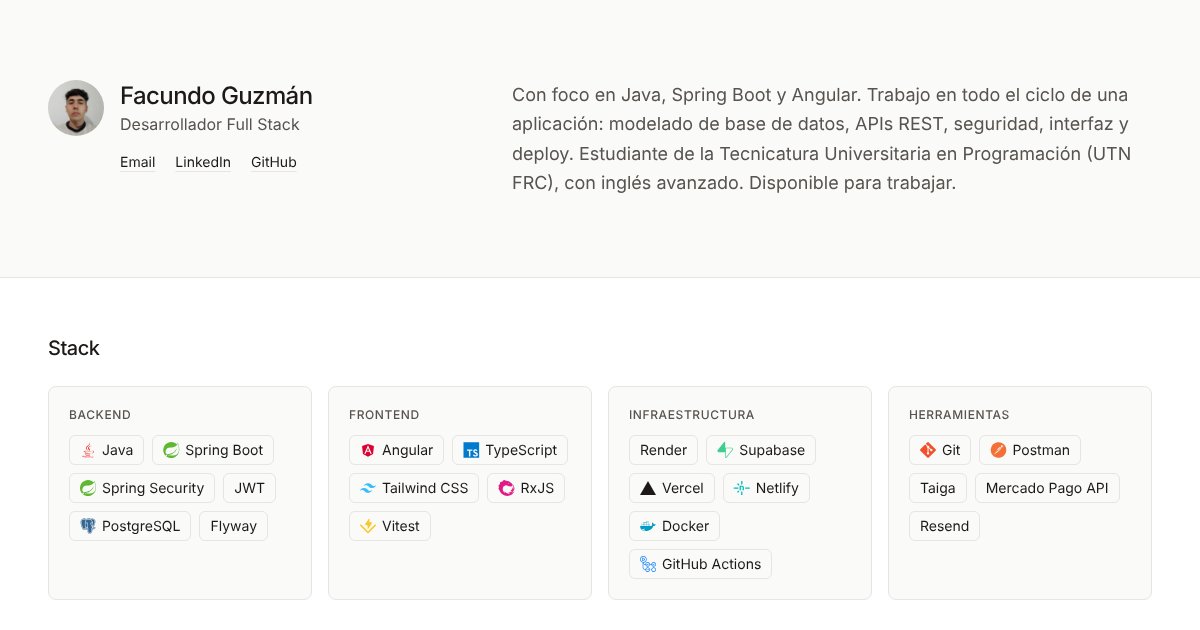 Facundo Guzmán
Desarrollador Full Stack
Email LinkedIn GitHub
Con foco en Java, Spring Boot y Angular. Trabajo en todo el ciclo de una
aplicación: modelado de base de datos, APIs REST, seguridad, interfaz y
deploy. Estudiante de la Tecnicatura Universitaria en Programación (UTN
FRC), con inglés avanzado. Disponible para trabajar.
Stack
BACKEND
Java Spring Boot
Spring Security JWT
PostgreSQL Flyway
FRONTEND
Angular TypeScript
Tailwind CSS RxJS
Vitest
INFRAESTRUCTURA
Render Supabase
Vercel Netlify
Docker
GitHub Actions
HERRAMIENTAS
Git Postman
Taiga Mercado Pago API
Resend